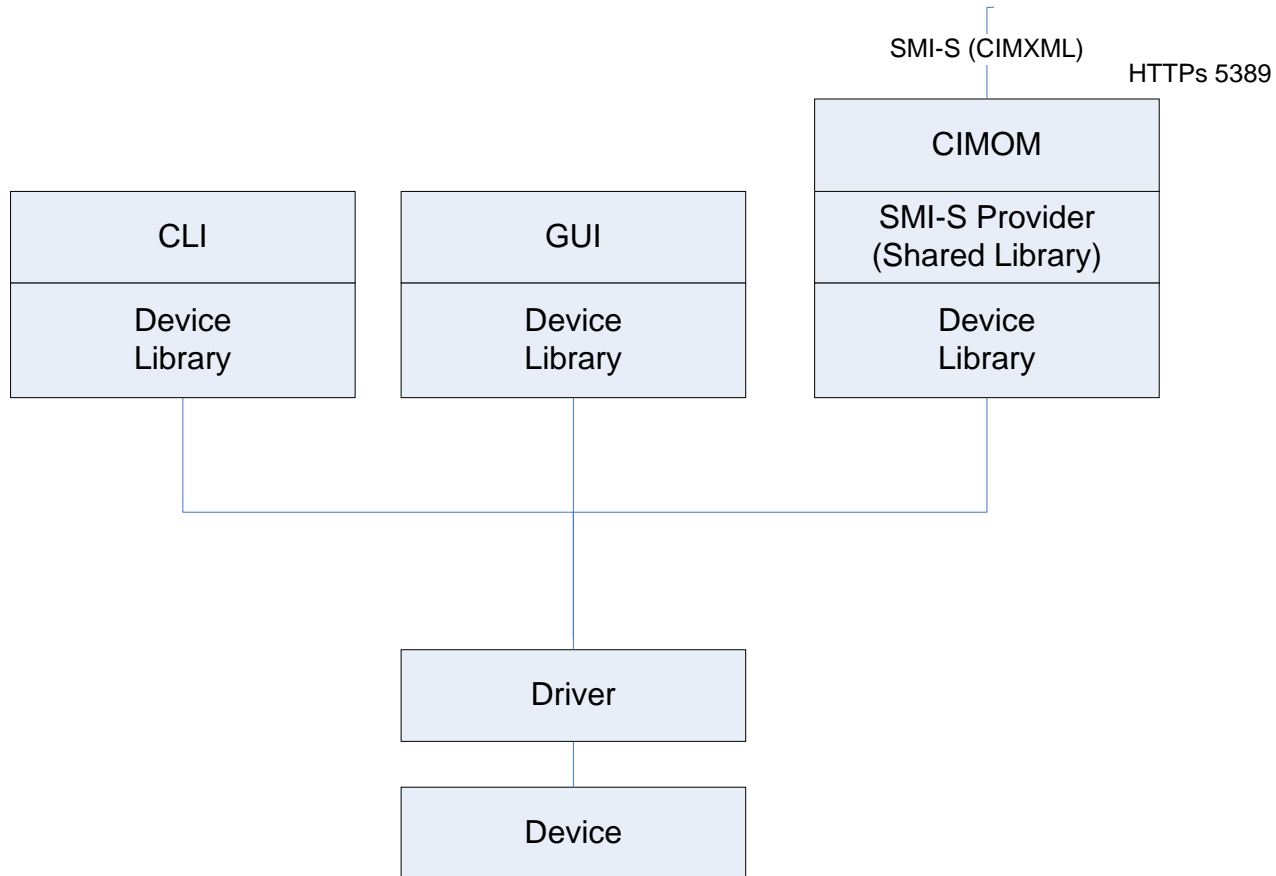 SMI-S (CIMXML)
HTTPs 5389
CIMOM
CLI
GUI
SMI-S Provider
(Shared Library)
Device
Library
Device
Library
Device
Library
Driver
Device